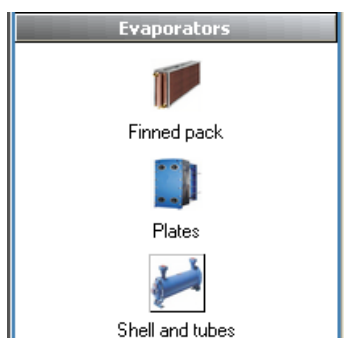 Evaporators
Finned pack
Plates
Shell and tubes